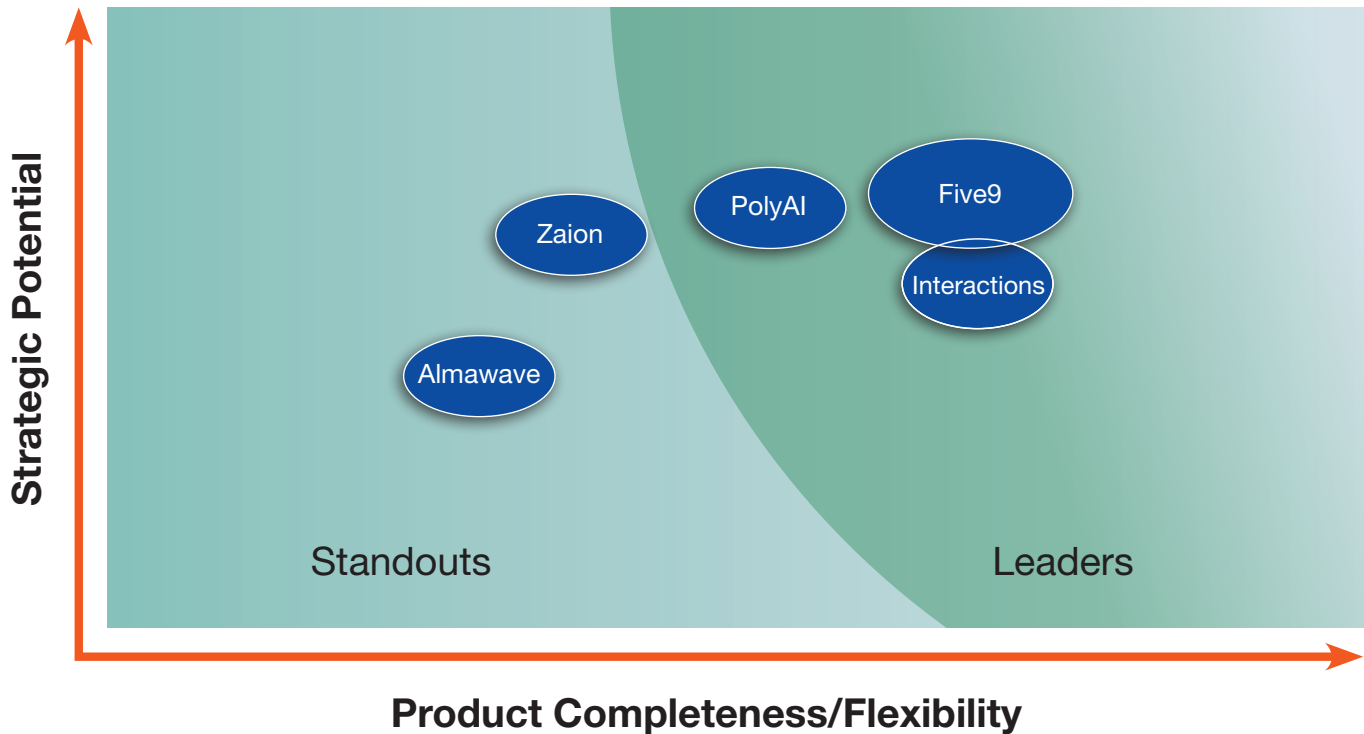 Strategic Potential
Five9
PolyAI
Zaion
Interactions
Almawave
Standouts
Leaders
Product Completeness/Flexibility